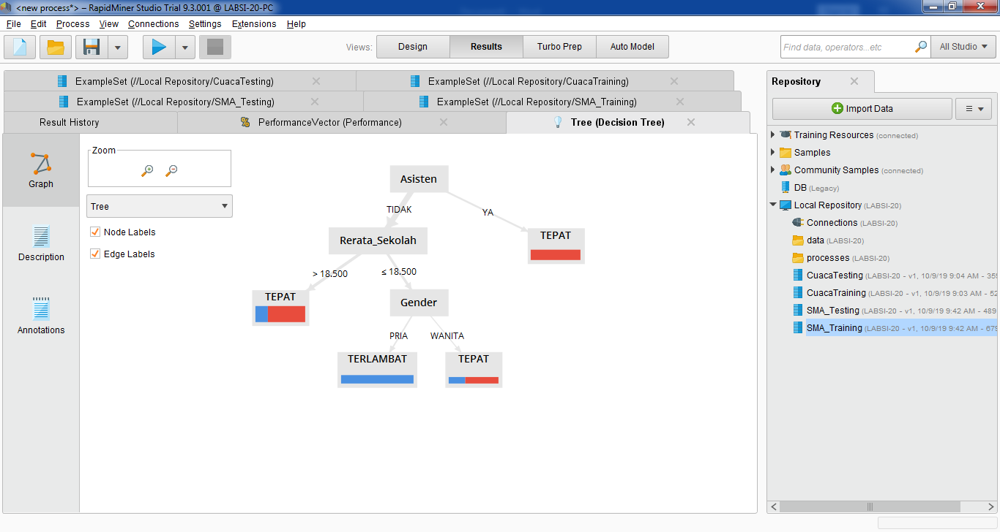 <new process*> – RapidMiner Studio Trial 9.3.001 @ LABSI-20-PC
File Edit Process View Connections Settings Extensions Help
Views: Design Results Turbo Prep Auto Model Find data, operators...etc All Studio
ExampleSet (//Local Repository/CuacaTesting) ExampleSet (//Local Repository/CuacaTraining)
ExampleSet (//Local Repository/SMA_Testing) ExampleSet (//Local Repository/SMA_Training)
Result History PerformanceVector (Performance) Tree (Decision Tree)
Graph
Description
Annotations
Zoom
Tree
Node Labels
Edge Labels
Asisten
TIDAK YA
Rerata_Sekolah TEPAT
> 18.500 ≤ 18.500
TEPAT Gender
PRIA WANITA
TERLAMBAT TEPAT
Repository
Import Data
Training Resources (connected)
Samples
Community Samples (connected)
DB (Legacy)
Local Repository (LABSI-20)
Connections (LABSI-20)
data (LABSI-20)
processes (LABSI-20)
CuacaTesting (LABSI-20 - v1, 10/9/19 9:04 AM - 359
CuacaTraining (LABSI-20 - v1, 10/9/19 9:03 AM - 52
SMA_Testing (LABSI-20 - v1, 10/9/19 9:42 AM - 489
SMA_Training (LABSI-20 - v1, 10/9/19 9:42 AM - 679